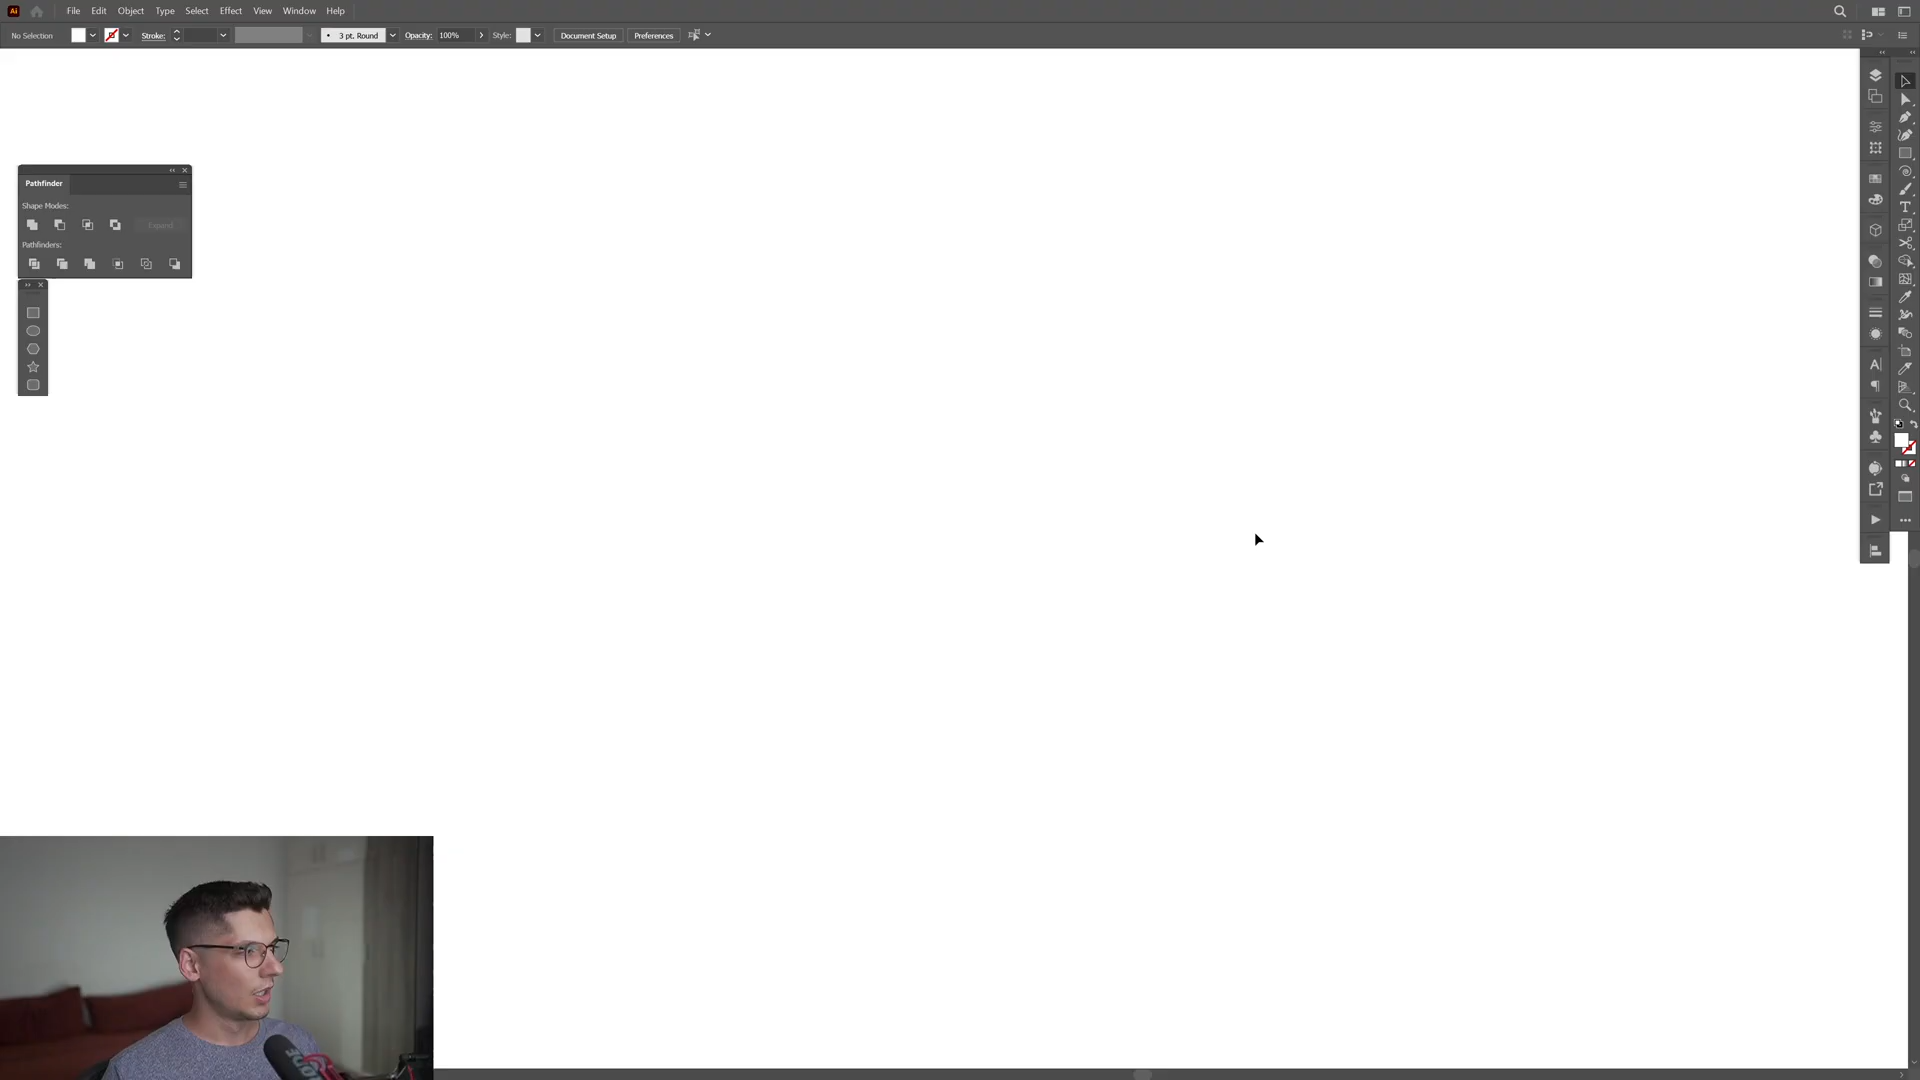 Ai File Edit Object Type Select Effect View Window Help
No Selection Stroke: 3 pt. Round Opacity: 100% Style: Document Setup Preferences
Pathfinder
Shape Modes:
Expand
Pathfinders: